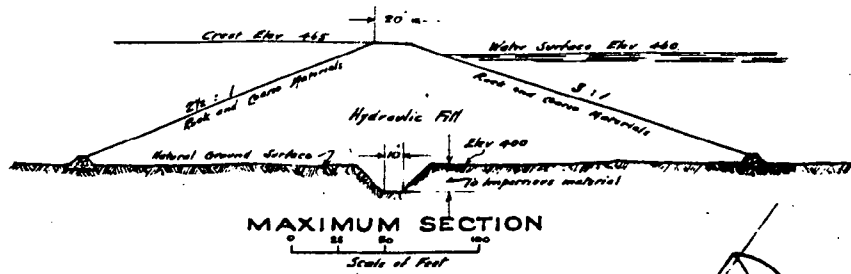 20'
Crest Elev 465
Water Surface Elev 460
2½ : 1
Rock and Coarse Materials
3 : 1
Rock and Coarse Materials
Hydraulic Fill
Natural Ground Surface
10'
Elev 400
To Impervious material
MAXIMUM SECTION
0 25 50 100
Scale of Feet